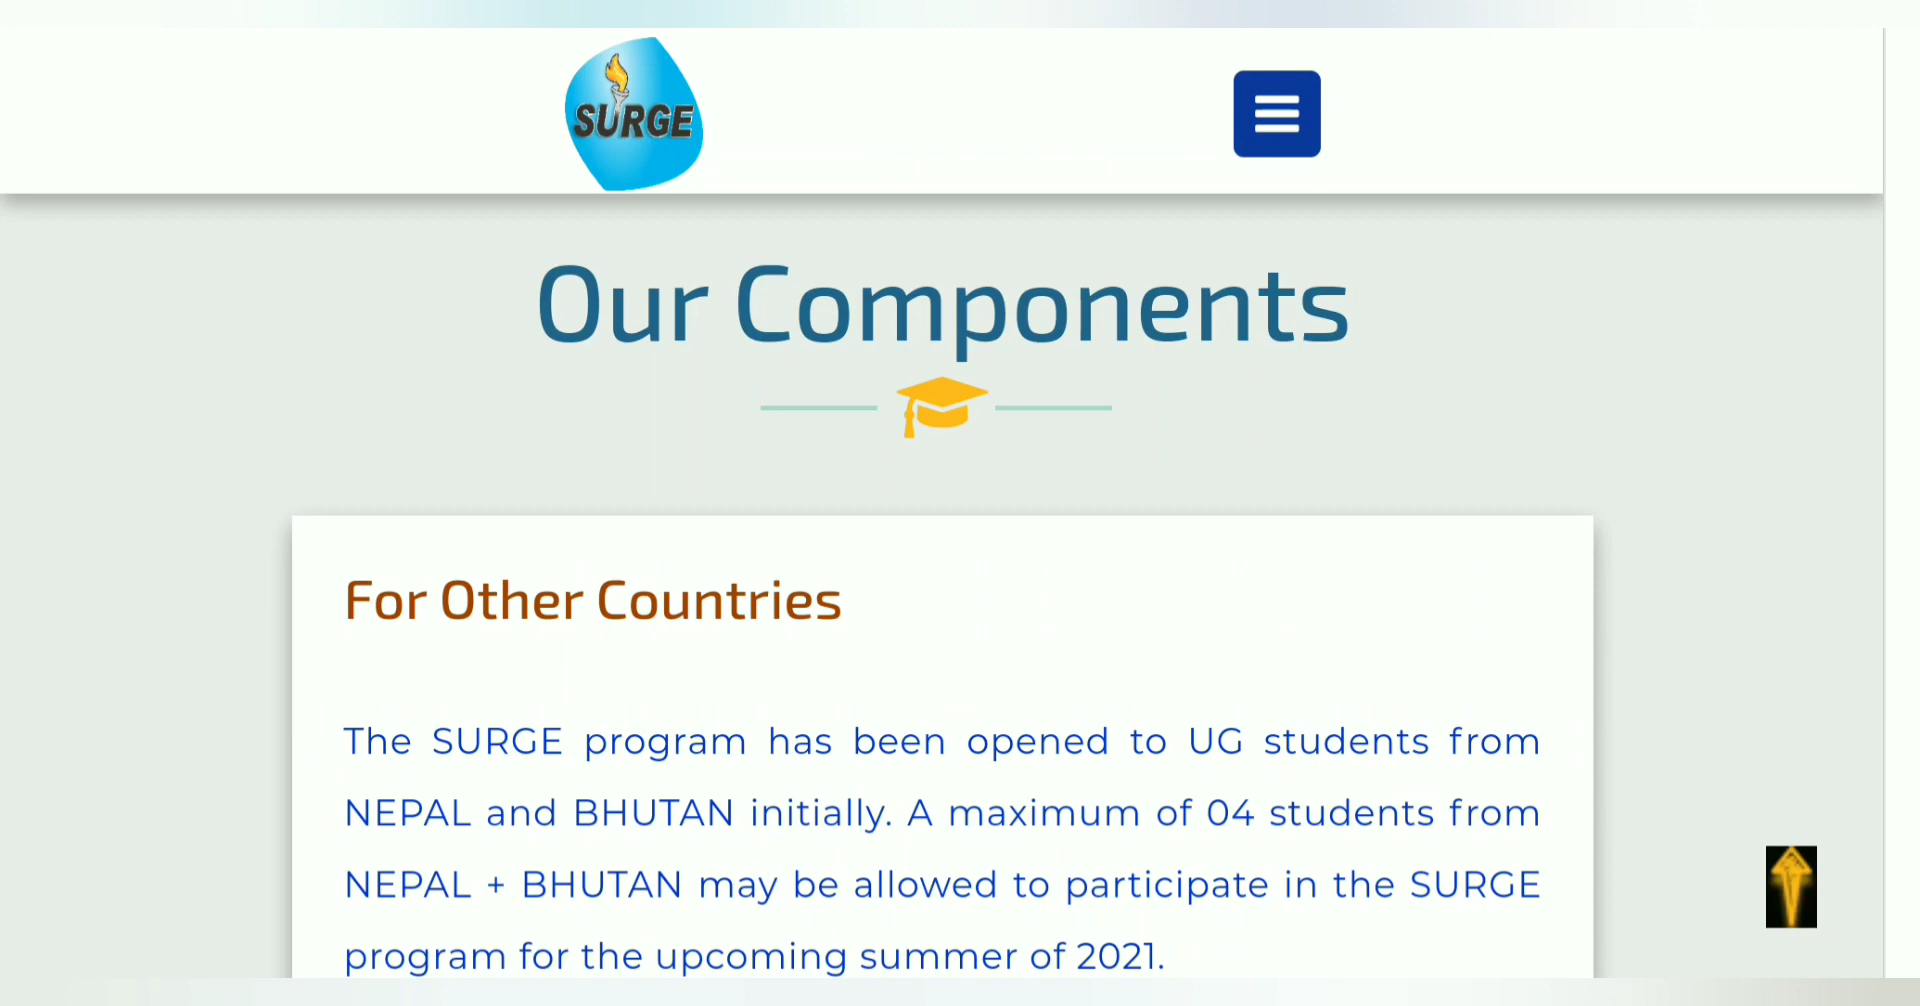 SURGE
Our Components
For Other Countries
The SURGE program has been opened to UG students from
NEPAL and BHUTAN initially. A maximum of 04 students from
NEPAL + BHUTAN may be allowed to participate in the SURGE
program for the upcoming summer of 2021.